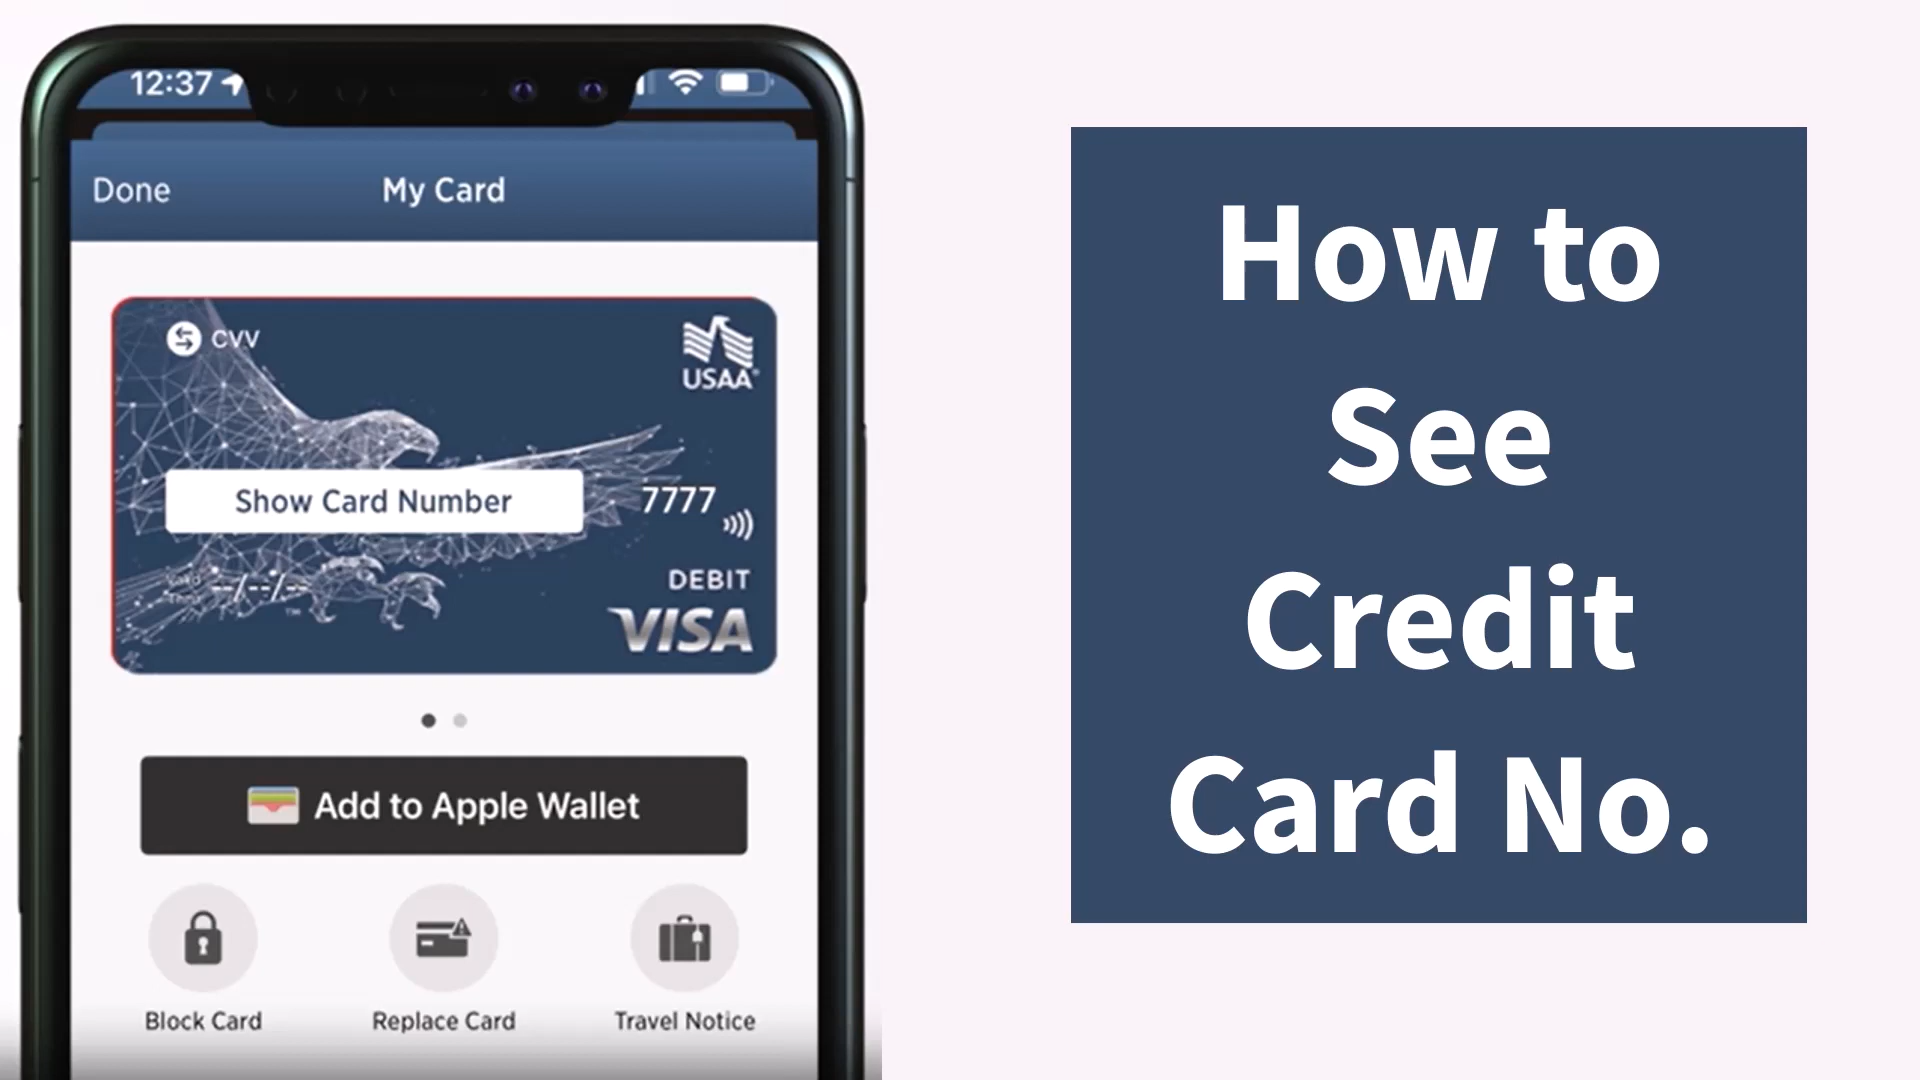 12:37
Done
My Card
CVV
USAA®
Show Card Number
7777
--/--/--
™
DEBIT
VISA
Add to Apple Wallet
Block Card
Replace Card
Travel Notice
How to
See
Credit
Card No.